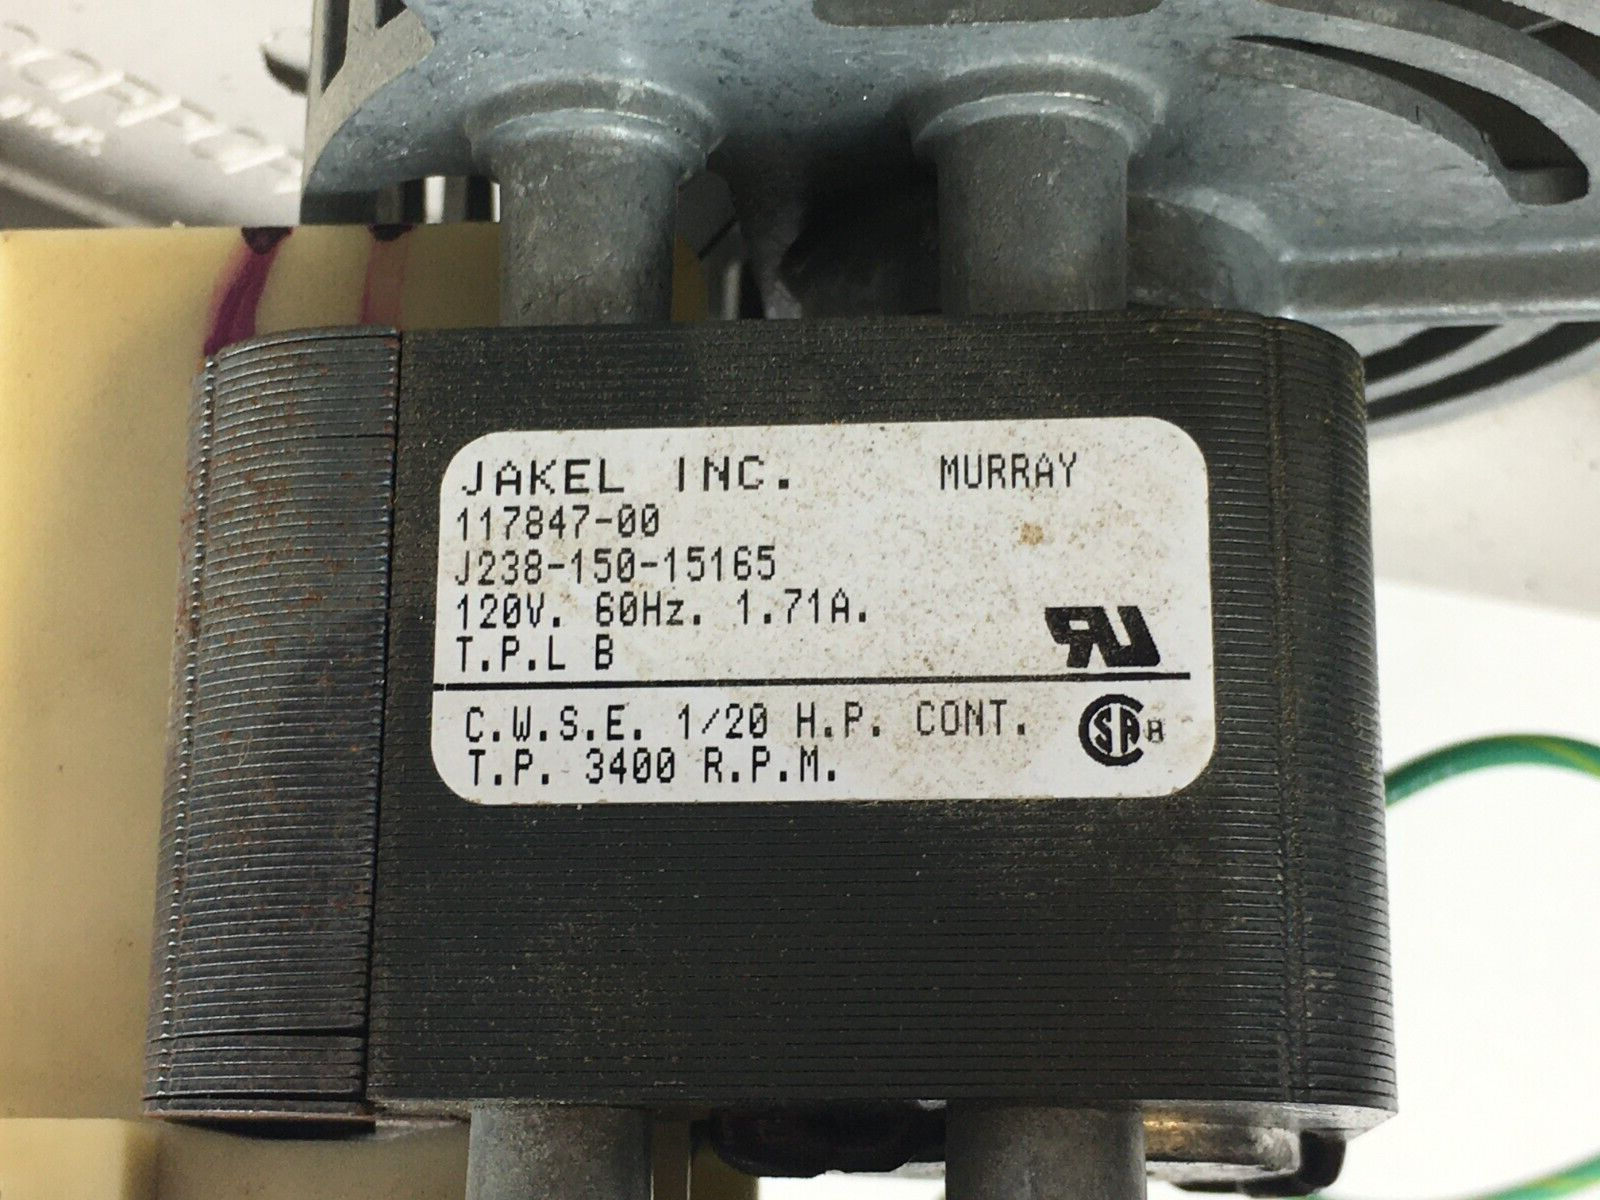 JAKEL INC. MURRAY
117847-00
J238-150-15165
120V. 60Hz. 1.71A.
T.P.L B
C.W.S.E. 1/20 H.P. CONT.
T.P. 3400 R.P.M.